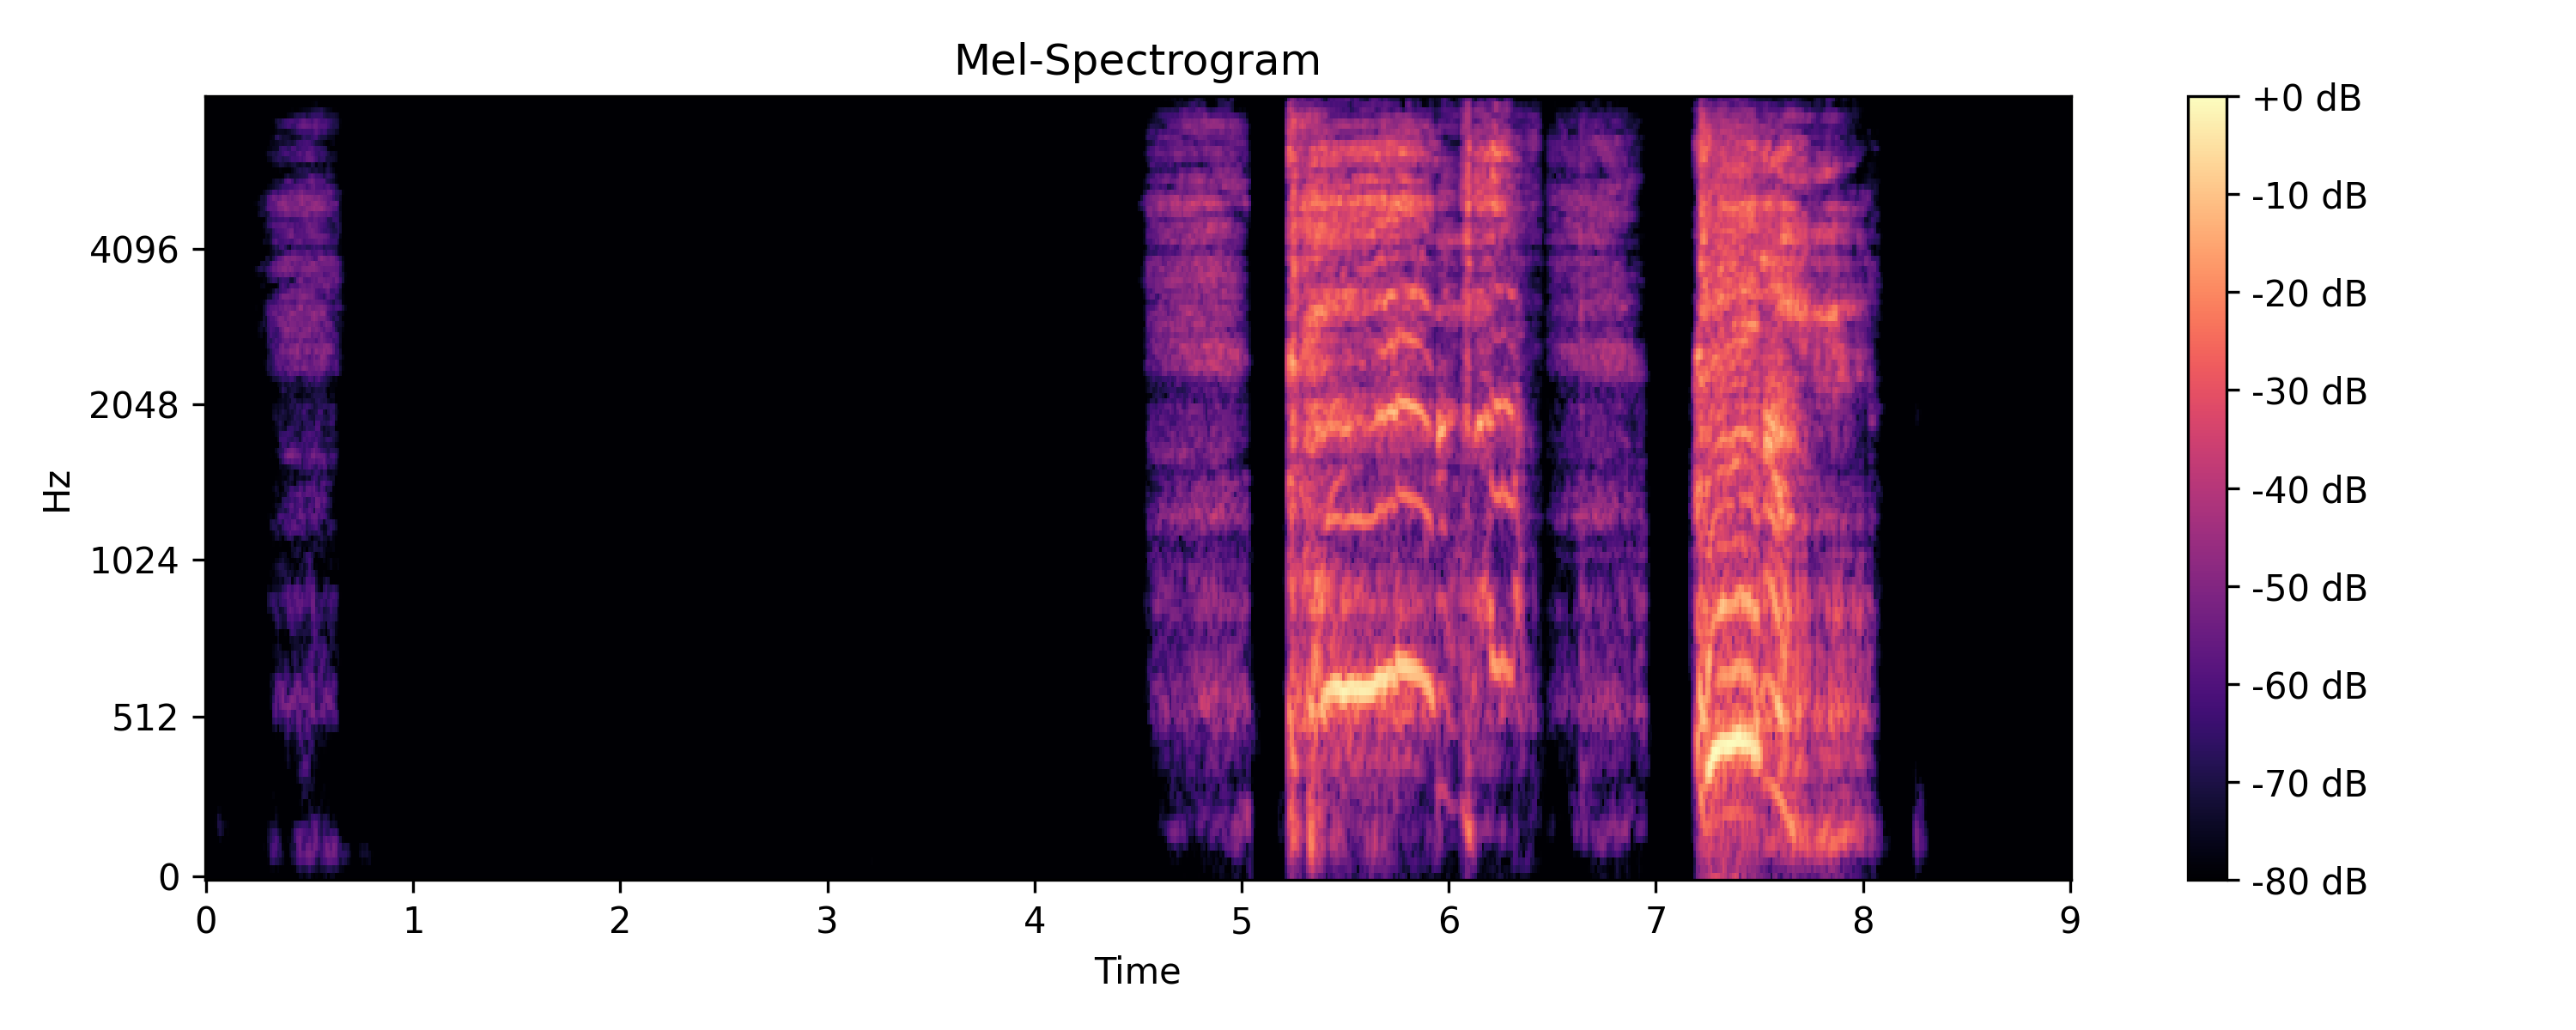 Mel-Spectrogram
+0 dB
-10 dB
-20 dB
-30 dB
-40 dB
-50 dB
-60 dB
-70 dB
-80 dB
4096
2048
1024
512
0
Hz
0 1 2 3 4 5 6 7 8 9
Time